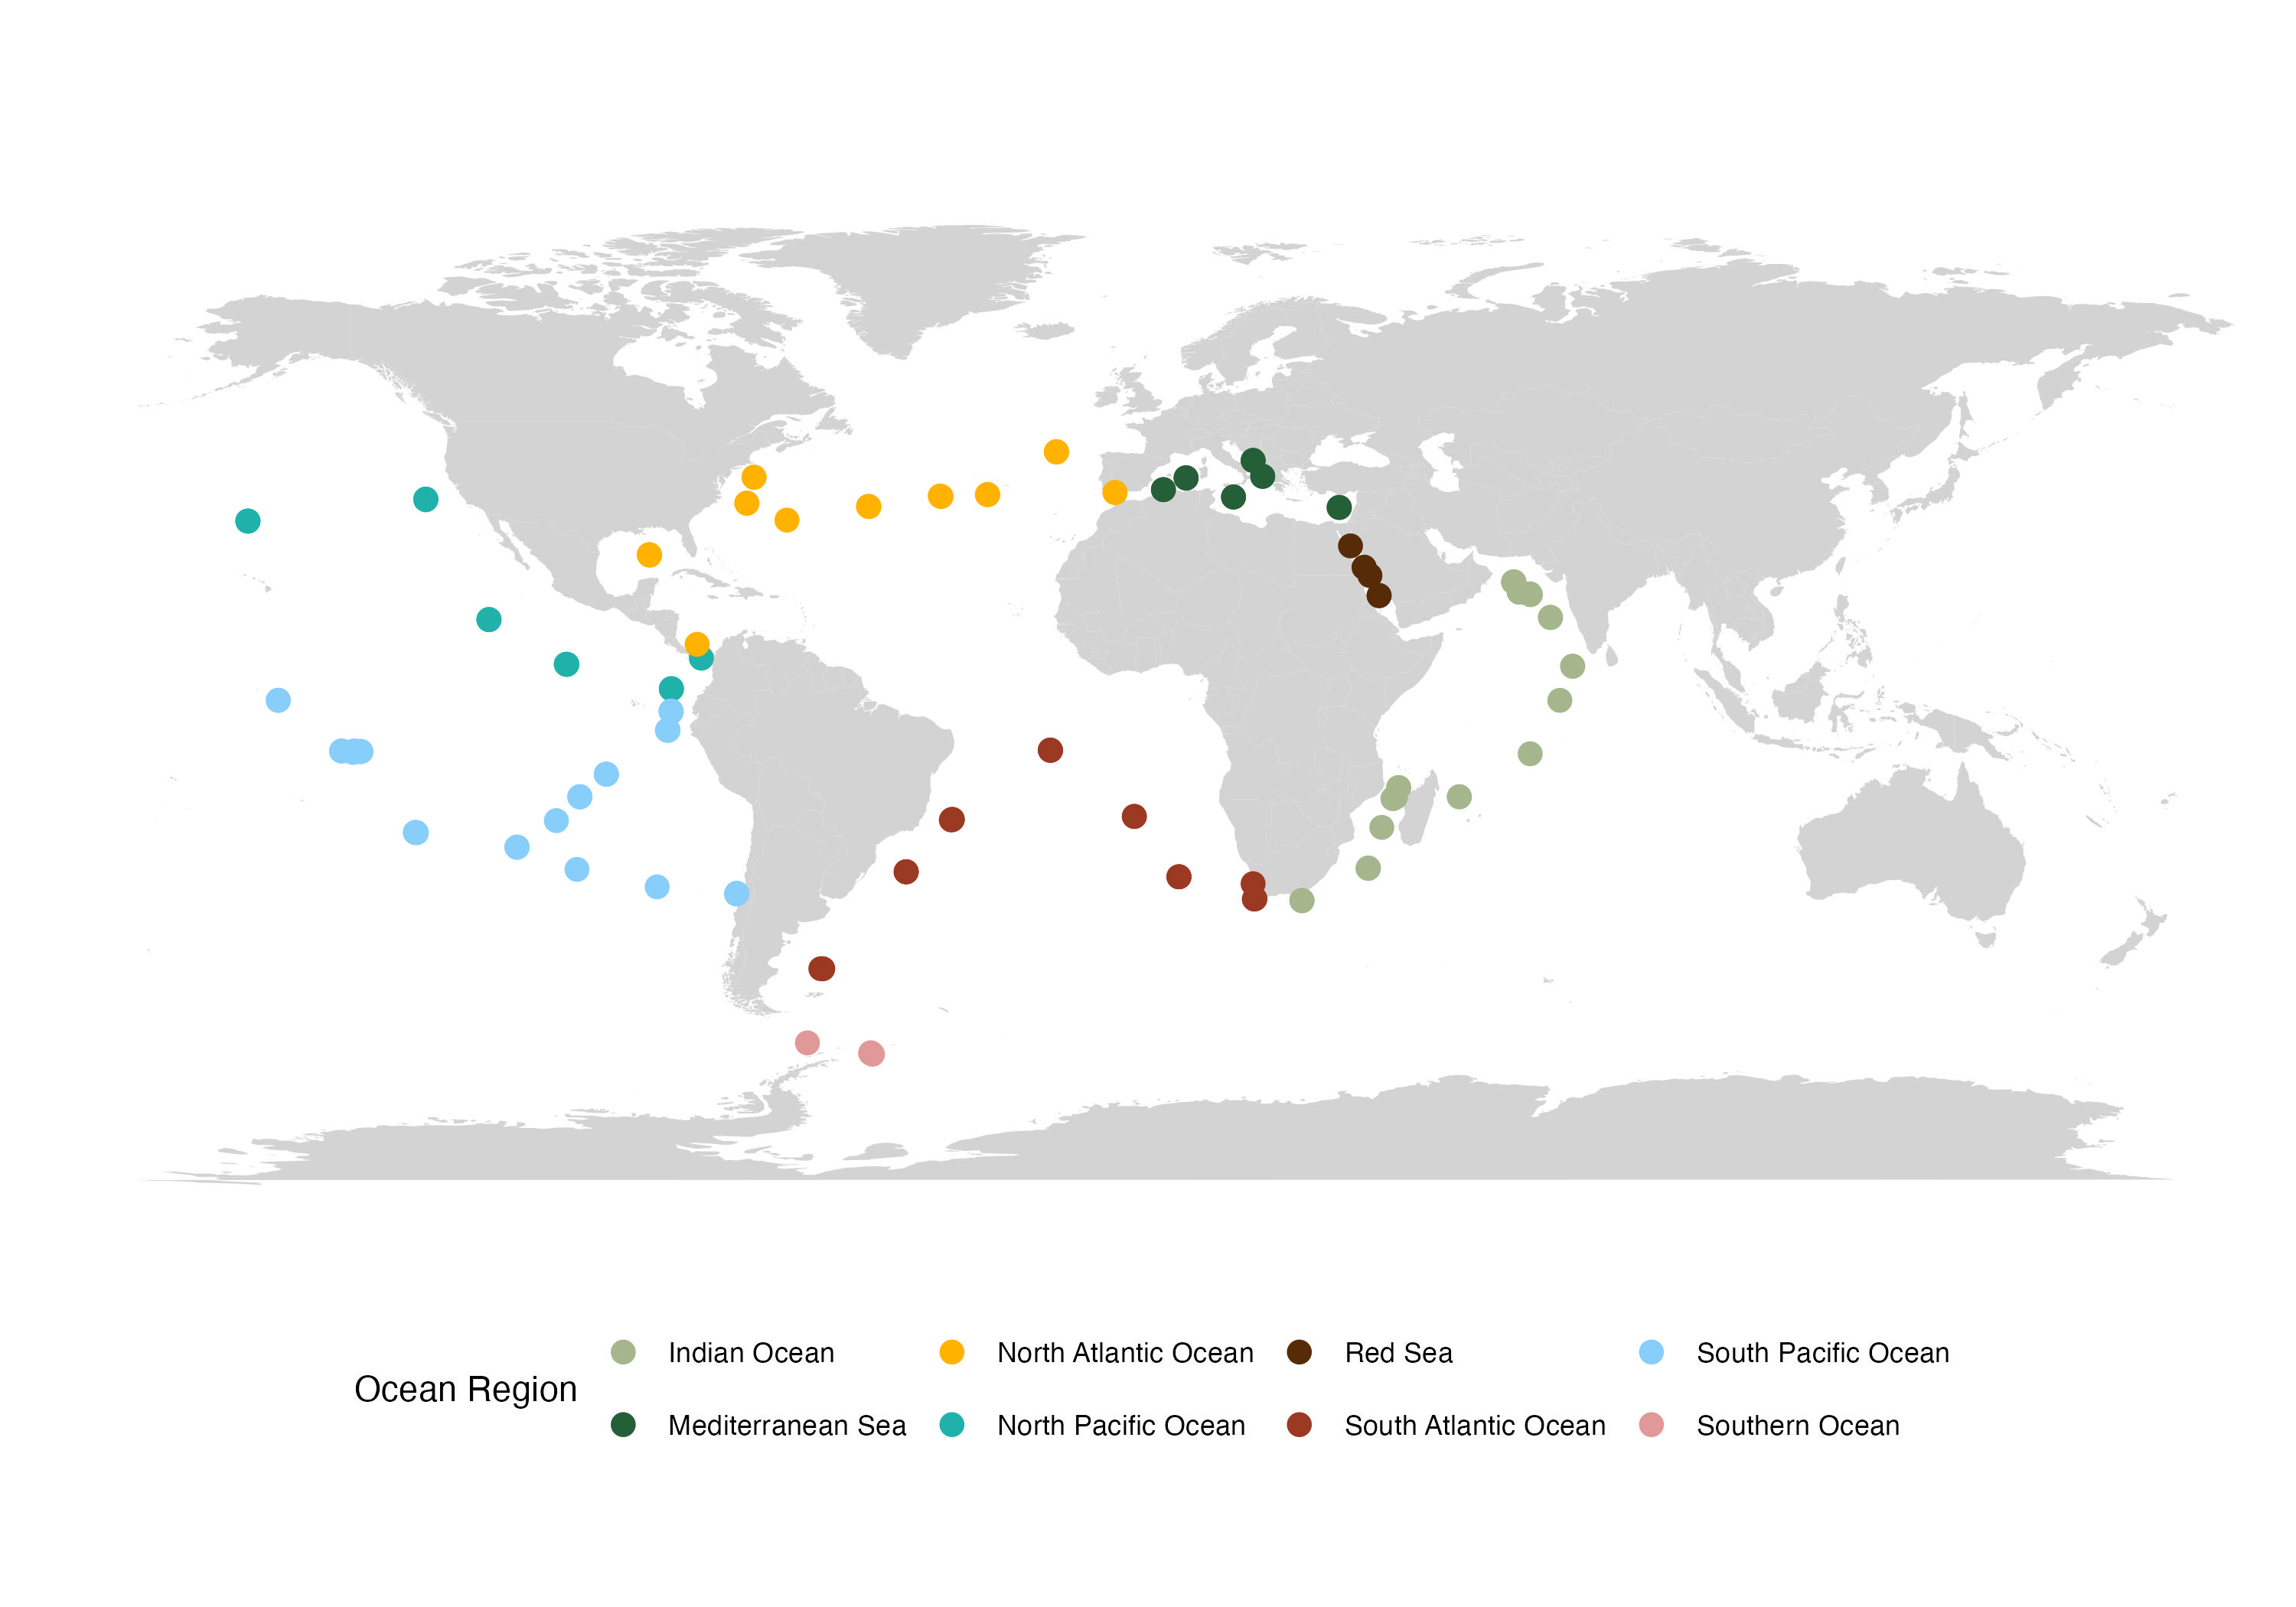 Ocean Region
Indian Ocean
North Atlantic Ocean
Red Sea
South Pacific Ocean
Mediterranean Sea
North Pacific Ocean
South Atlantic Ocean
Southern Ocean